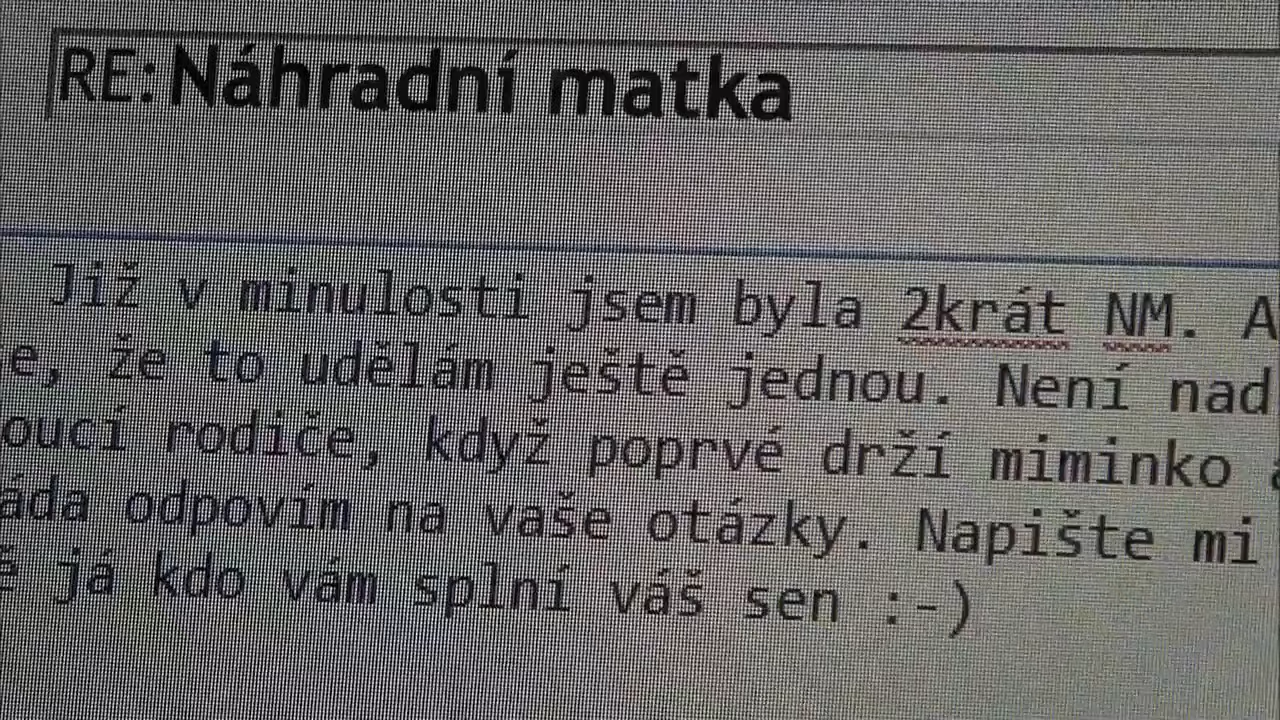 RE: Náhradní matka
Již v minulosti jsem byla 2krát NM. A
e, že to udělám ještě jednou. Není nad
oucí rodiče, když poprvé drží miminko a
áda odpovím na vaše otázky. Napište mi
ě já kdo vám splní váš sen :-)